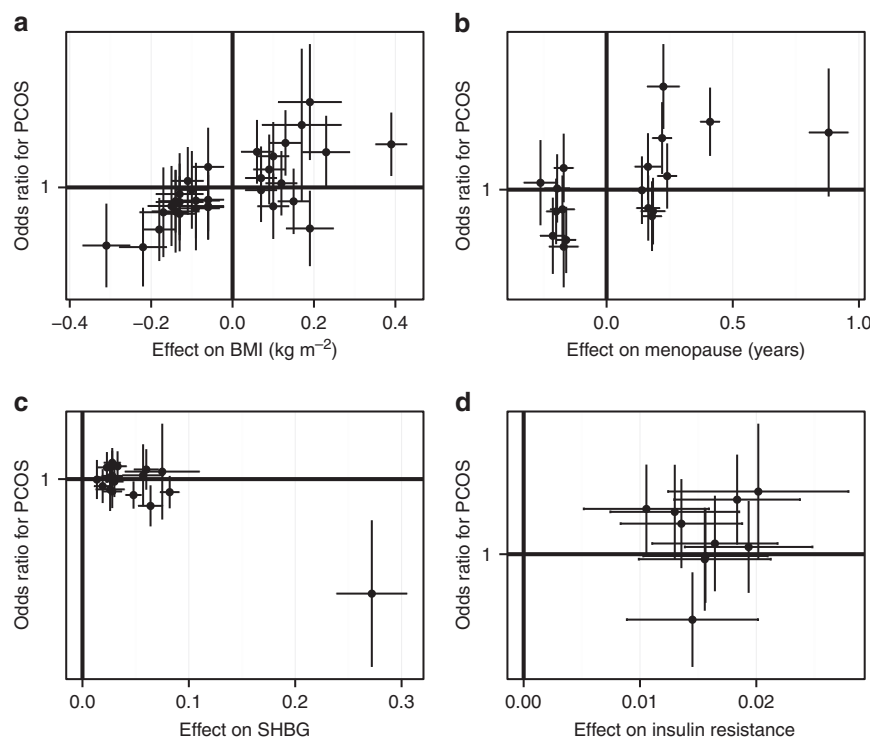 a
Odds ratio for PCOS
1
−0.4 −0.2 0.0 0.2 0.4
Effect on BMI (kg m−2)
b
Odds ratio for PCOS
1
0.0 0.5 1.0
Effect on menopause (years)
c
Odds ratio for PCOS
1
0.0 0.1 0.2 0.3
Effect on SHBG
d
Odds ratio for PCOS
1
0.00 0.01 0.02
Effect on insulin resistance